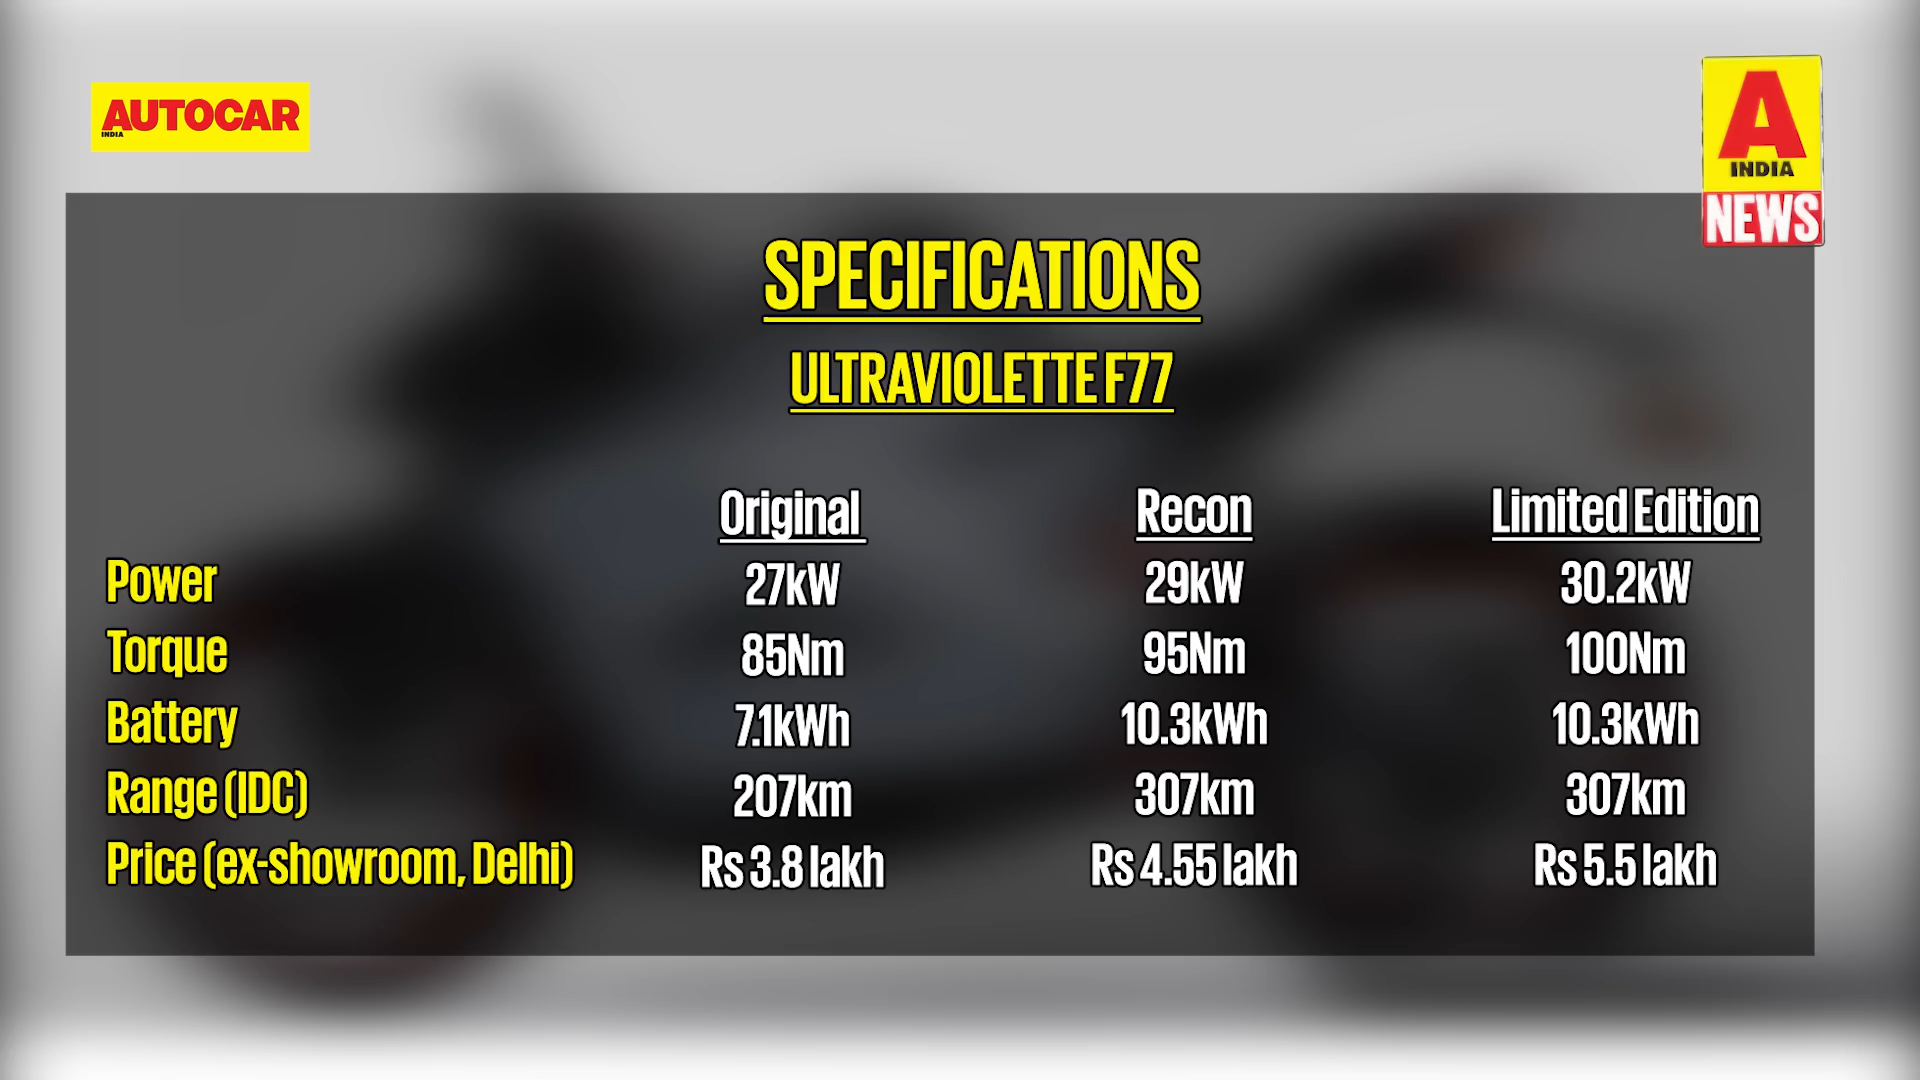 AUTOCAR
INDIA
A
INDIA
NEWS
SPECIFICATIONS
ULTRAVIOLETTE F77
Original Recon Limited Edition
Power 27kW 29kW 30.2kW
Torque 85Nm 95Nm 100Nm
Battery 7.1kWh 10.3kWh 10.3kWh
Range (IDC) 207km 307km 307km
Price (ex-showroom, Delhi) Rs 3.8 lakh Rs 4.55 lakh Rs 5.5 lakh